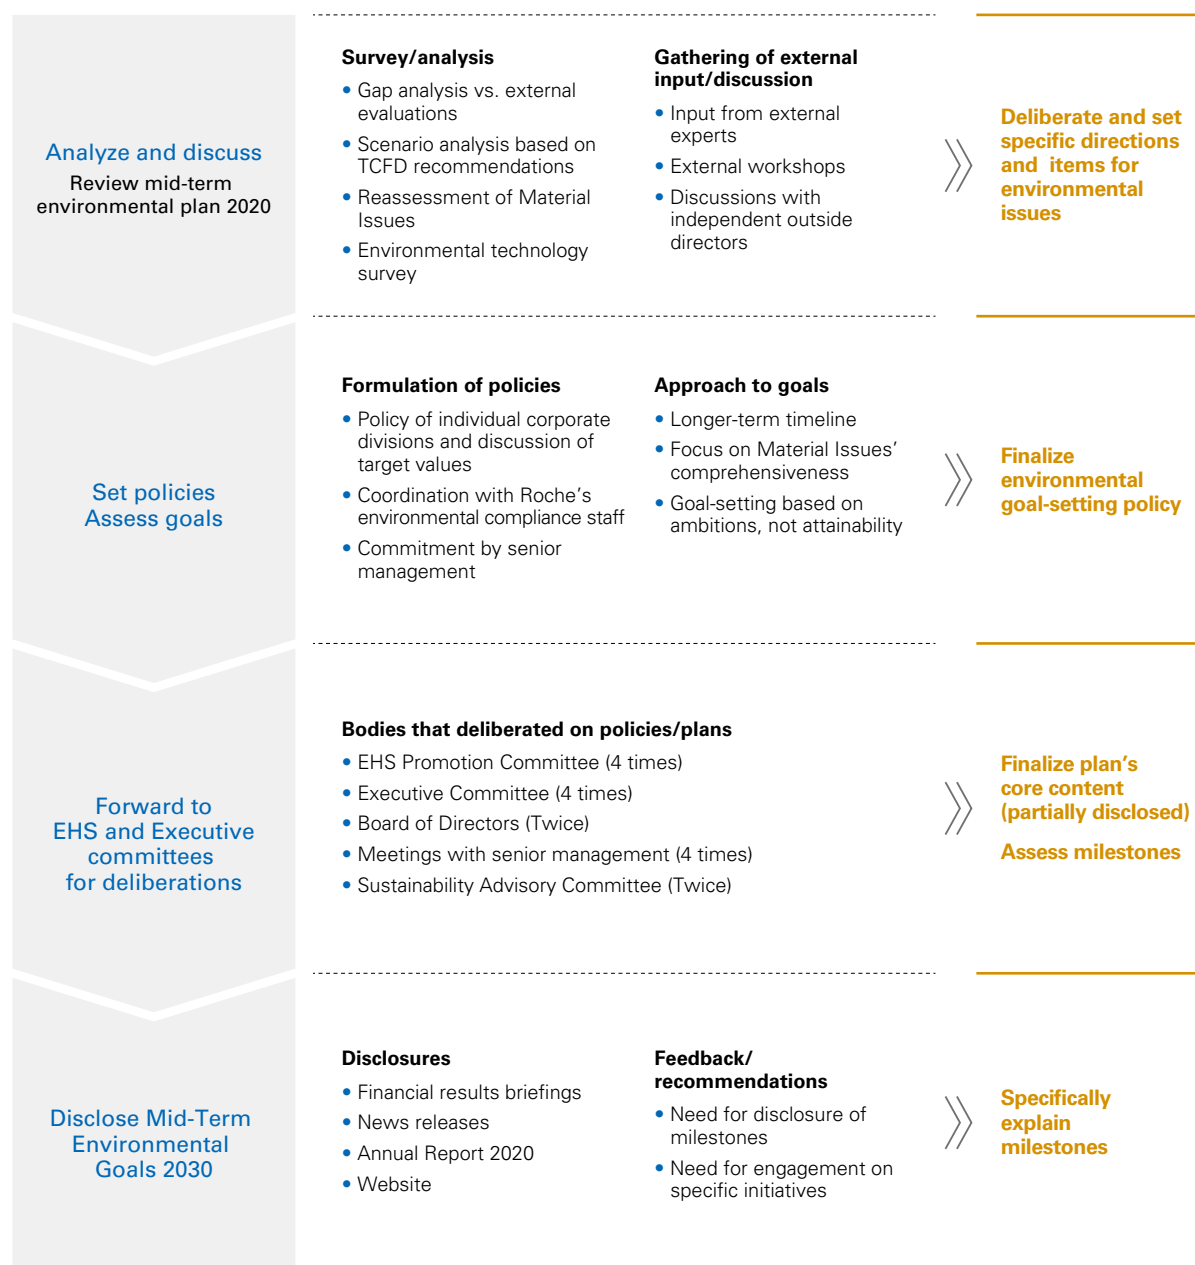 Analyze and discuss
Review mid-term
environmental plan 2020
Survey/analysis
• Gap analysis vs. external
evaluations
• Scenario analysis based on
TCFD recommendations
• Reassessment of Material
Issues
• Environmental technology
survey
Gathering of external
input/discussion
• Input from external
experts
• External workshops
• Discussions with
independent outside
directors
Deliberate and set
specific directions
and items for
environmental
issues
Set policies
Assess goals
Formulation of policies
• Policy of individual corporate
divisions and discussion of
target values
• Coordination with Roche’s
environmental compliance staff
• Commitment by senior
management
Approach to goals
• Longer-term timeline
• Focus on Material Issues’
comprehensiveness
• Goal-setting based on
ambitions, not attainability
Finalize
environmental
goal-setting policy
Forward to
EHS and Executive
committees
for deliberations
Bodies that deliberated on policies/plans
• EHS Promotion Committee (4 times)
• Executive Committee (4 times)
• Board of Directors (Twice)
• Meetings with senior management (4 times)
• Sustainability Advisory Committee (Twice)
Finalize plan’s
core content
(partially disclosed)
Assess milestones
Disclose Mid-Term
Environmental
Goals 2030
Disclosures
• Financial results briefings
• News releases
• Annual Report 2020
• Website
Feedback/
recommendations
• Need for disclosure of
milestones
• Need for engagement on
specific initiatives
Specifically
explain
milestones